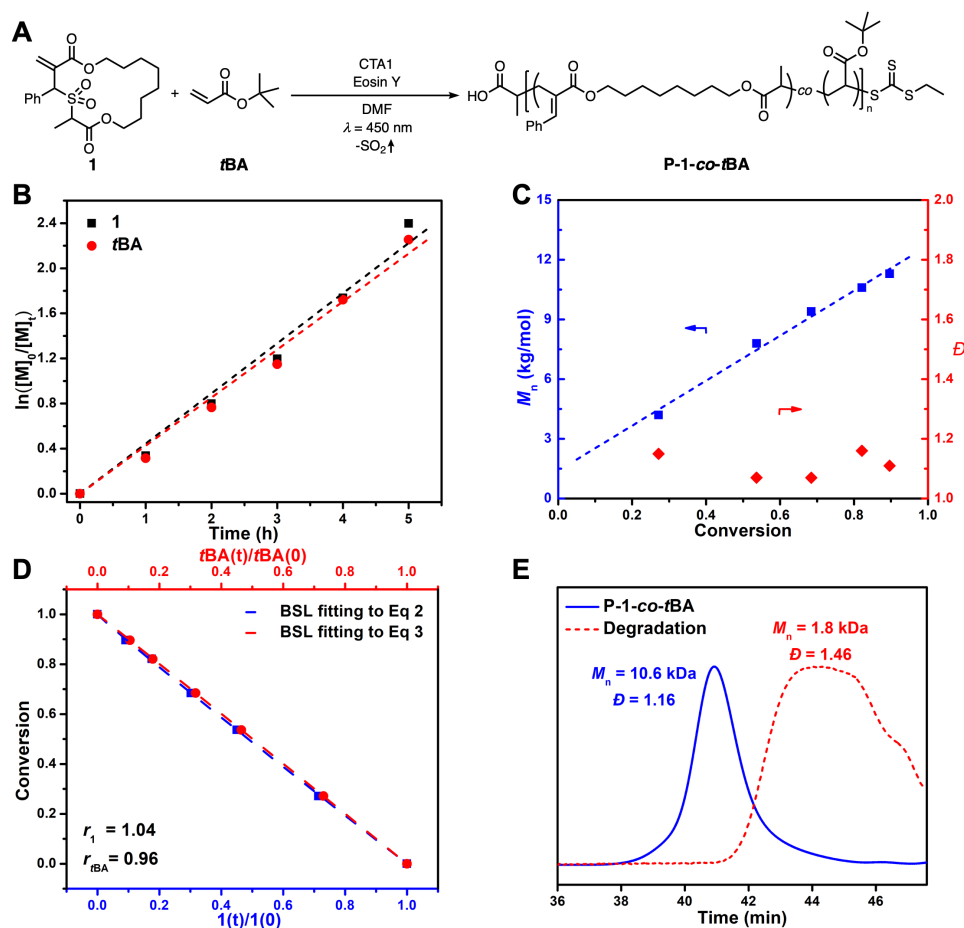 A
O
O
Ph
S
O
O
O
O
1
+
O
O
tBA
CTA1
Eosin Y
DMF
λ = 450 nm
-SO₂↑
O
HO
O
O
Ph
O
O
co
O
O
n
S
S
S
P-1-co-tBA
B
1
tBA
ln([M]₀/[M]ₜ)
2.4
2.0
1.6
1.2
0.8
0.4
0.0
0 1 2 3 4 5
Time (h)
C
Mₙ (kg/mol)
15
12
9
6
3
0
2.0
1.8
1.6
1.4
1.2
1.0
Đ
0.0 0.2 0.4 0.6 0.8 1.0
Conversion
D
tBA(t)/tBA(0)
0.0 0.2 0.4 0.6 0.8 1.0
BSL fitting to Eq 2
BSL fitting to Eq 3
Conversion
1.0
0.8
0.6
0.4
0.2
0.0
r₁ = 1.04
rtBA = 0.96
0.0 0.2 0.4 0.6 0.8 1.0
1(t)/1(0)
E
P-1-co-tBA
Degradation
Mₙ = 10.6 kDa
Đ = 1.16
Mₙ = 1.8 kDa
Đ = 1.46
36 38 40 42 44 46
Time (min)